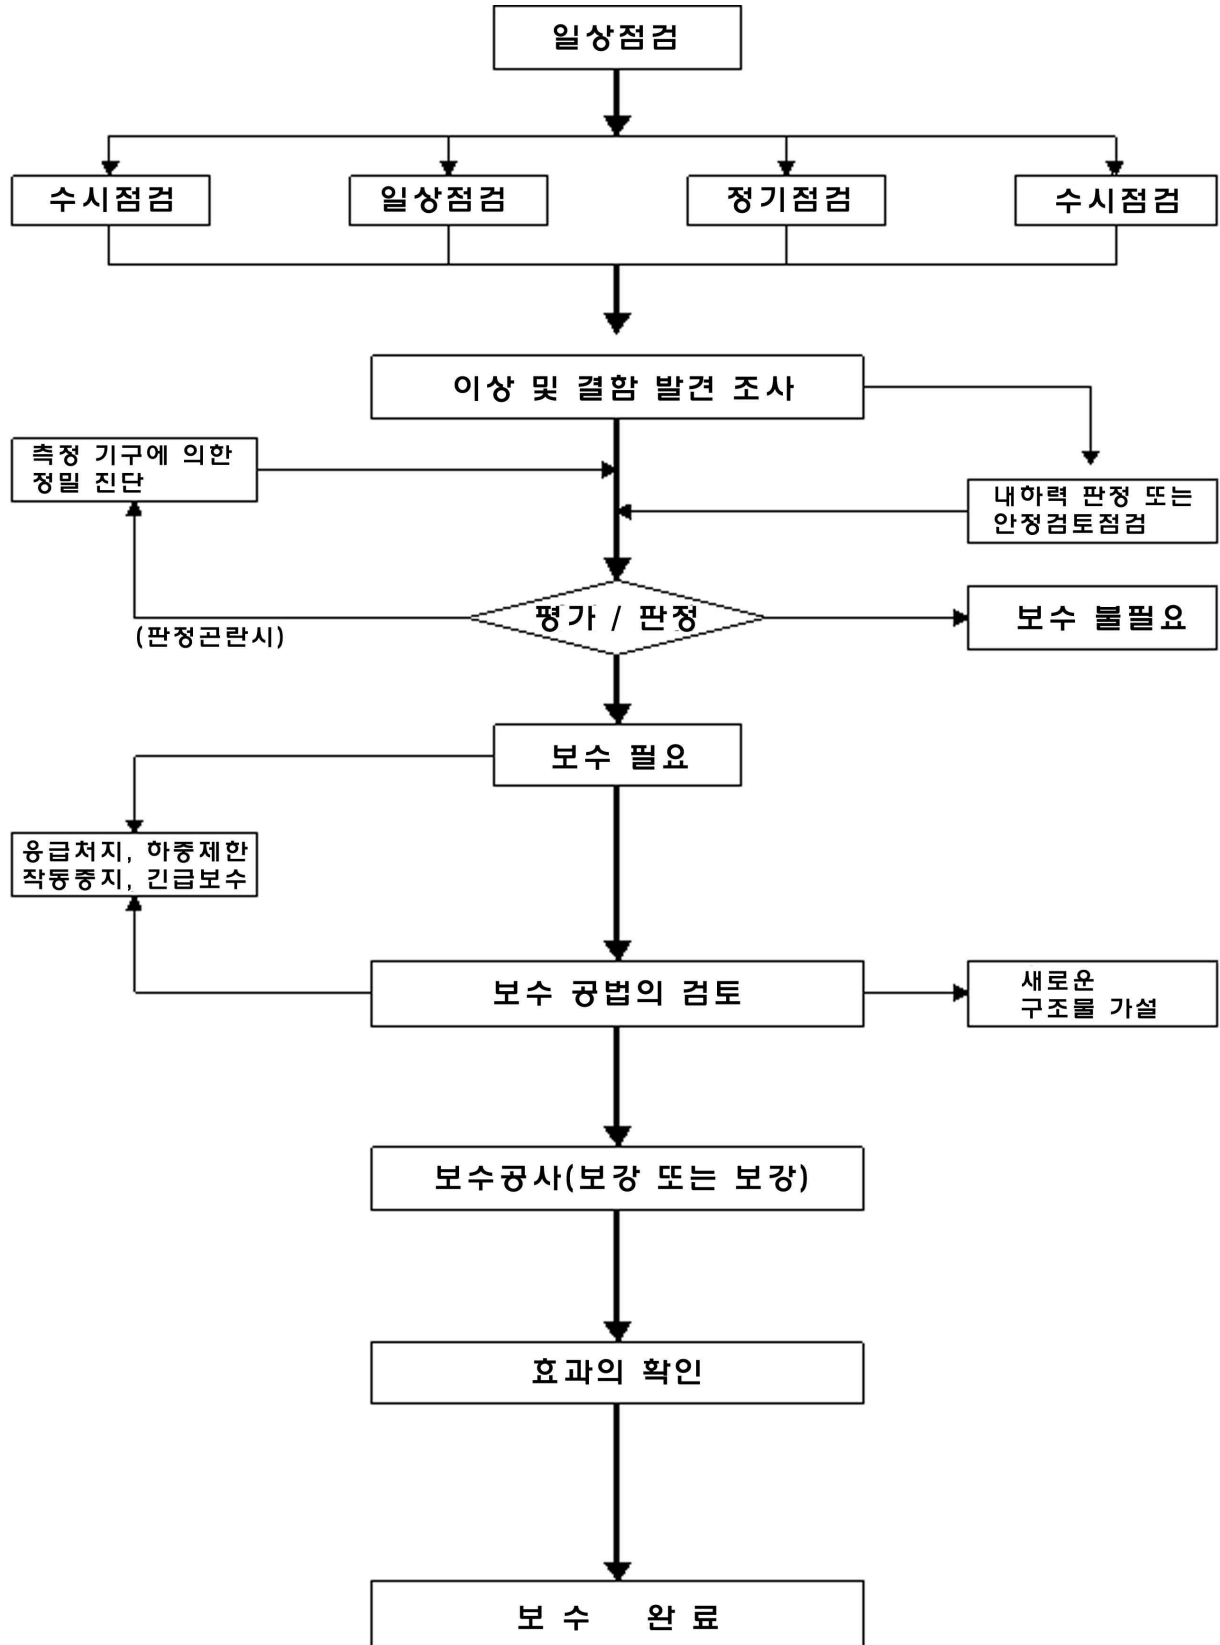 일상점검
수시점검
일상점검
정기점검
수시점검
이상 및 결함 발견 조사
측정 기구에 의한
정밀 진단
내하력 판정 또는
안정검토점검
평가 / 판정
보수 불필요
(판정곤란시)
보수 필요
응급처지, 하중제한
작동중지, 긴급보수
보수 공법의 검토
새로운
구조물 가설
보수공사(보강 또는 보강)
효과의 확인
보 수 완 료